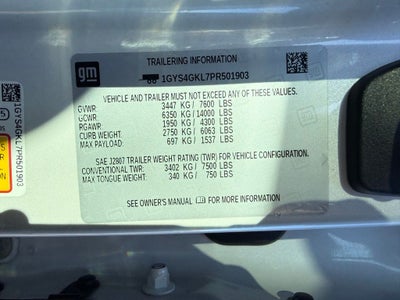 gm
TRAILERING INFORMATION
1GYS4GKL7PR501903
VEHICLE AND TRAILER MUST NOT EXCEED ANY OF THESE VALUES.
GVWR: 3447 KG/ 7600 LBS
GCWR 6350 KG/ 14000 LBS
RGAWR: 1950 KG/ 4300 LBS
CURB WEIGHT: 2750 KG/ 6063 LBS
MAX PAYLOAD: 697 KG/ 1537 LBS
SAE J2807 TRAILER WEIGHT RATING (TWR) FOR VEHICLE CONFIGURATION.
CONVENTIONAL TWR: 3402 KG/ 7500 LBS
MAX TONGUE WEIGHT: 340 KG / 750 LBS
SEE OWNER'S MANUAL FOR MORE INFORMATION
1GYS4GKL7PR501903